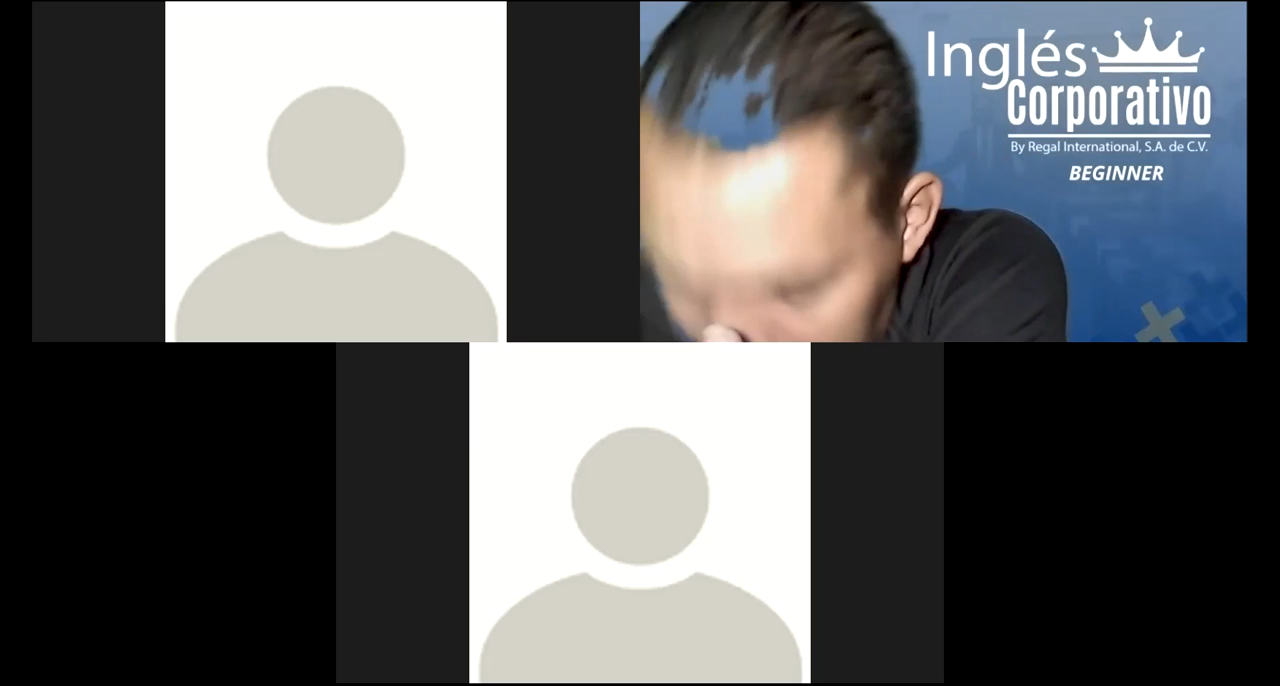 Inglés
Corporativo
By Regal International, S.A. de C.V.
BEGINNER